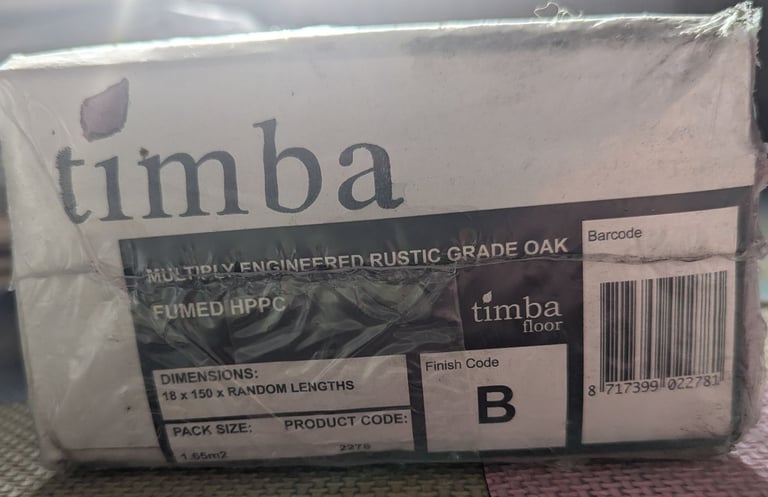 timba
MULTIPLY ENGINEERED RUSTIC GRADE OAK
FUMED HPPC
timba
floor
DIMENSIONS:
18 x 150 x RANDOM LENGTHS
PACK SIZE: PRODUCT CODE:
1.65m2 2278
Finish Code
B
Barcode
8 717399 022781